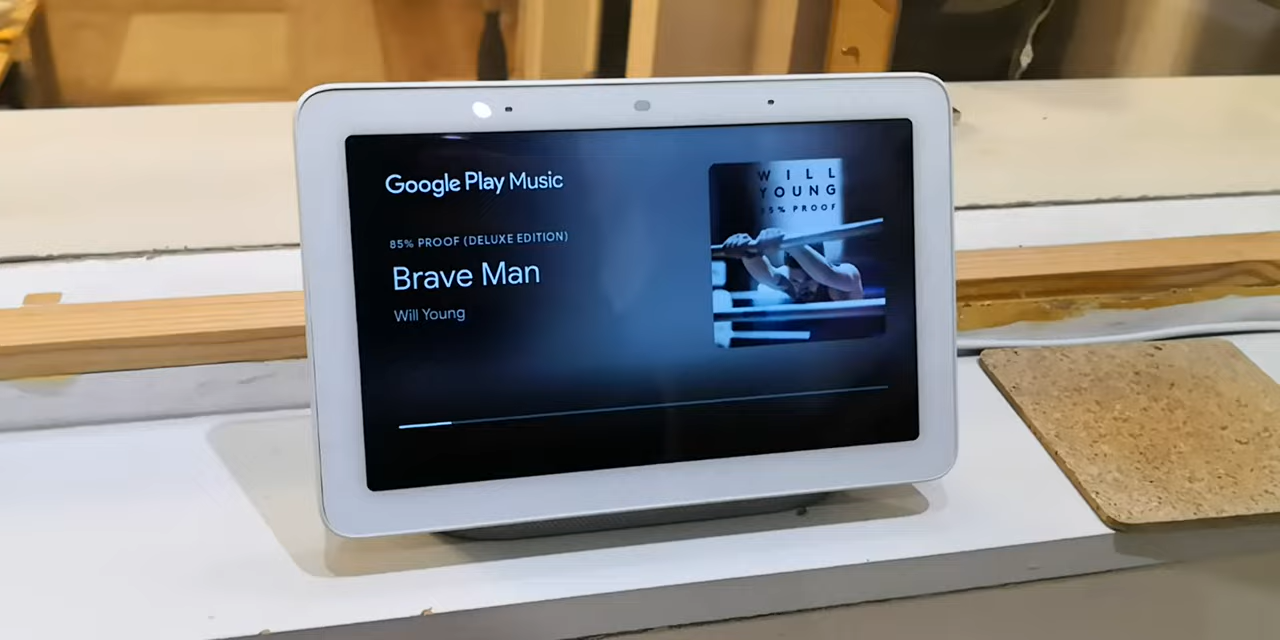 Google Play Music
85% PROOF (DELUXE EDITION)
Brave Man
Will Young
WILL
YOUNG
85% PROOF